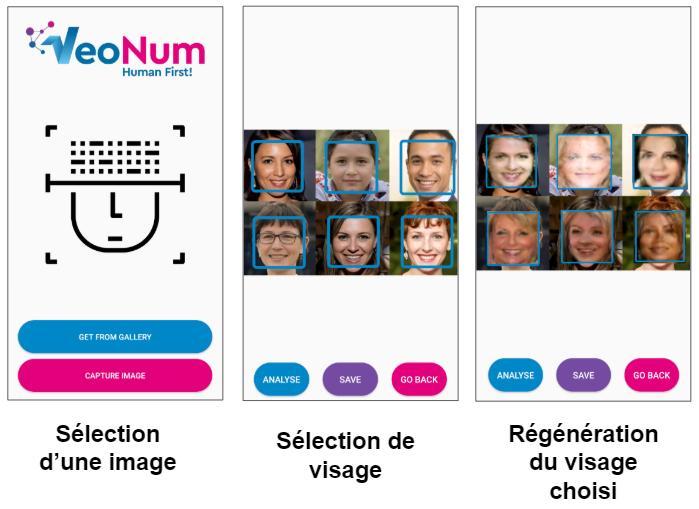 VeoNum
Human First!
GET FROM GALLERY
CAPTURE IMAGE
ANALYSE
SAVE
GO BACK
ANALYSE
SAVE
GO BACK
Sélection
d’une image
Sélection de
visage
Régénération
du visage
choisi